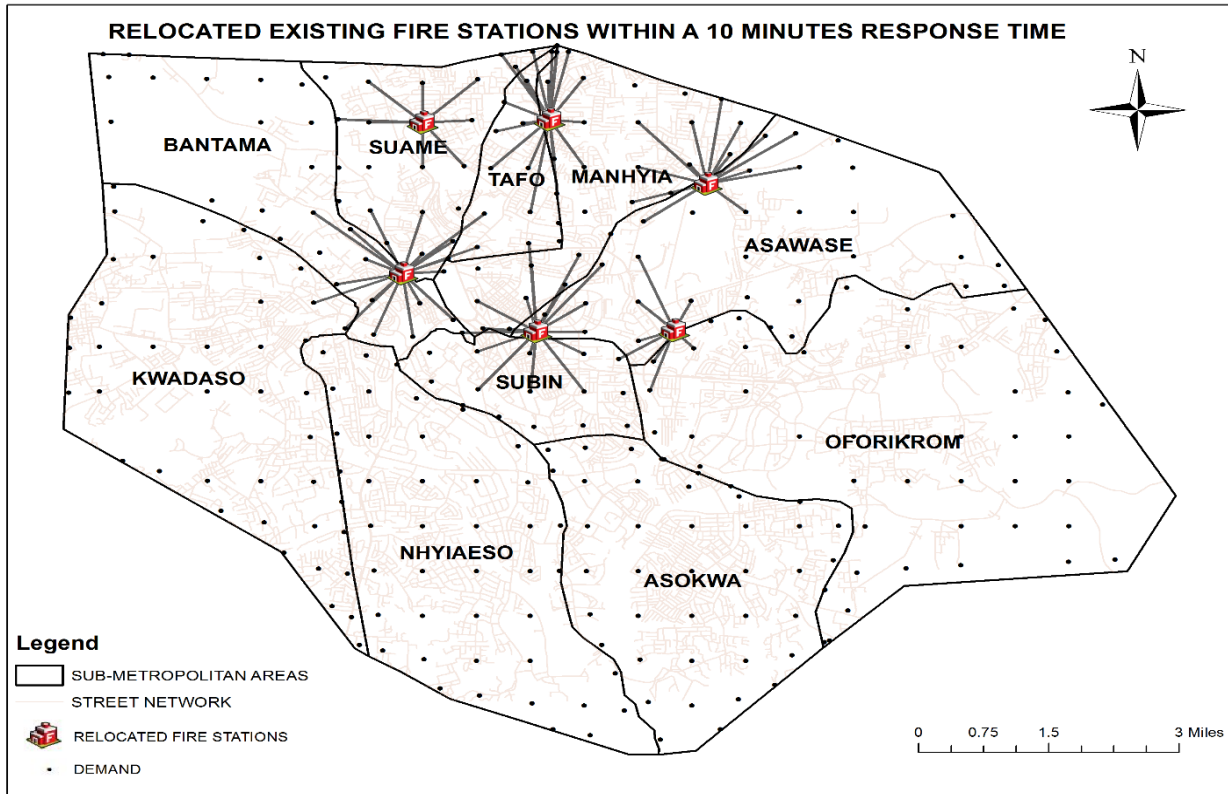 RELOCATED EXISTING FIRE STATIONS WITHIN A 10 MINUTES RESPONSE TIME
N
BANTAMA
SUAME
TAFO
MANHYIA
ASAWASE
KWADASO
SUBIN
OFORIKROM
NHYIAESO
ASOKWA
Legend
SUB-METROPOLITAN AREAS
STREET NETWORK
RELOCATED FIRE STATIONS
DEMAND
0 0.75 1.5 3 Miles